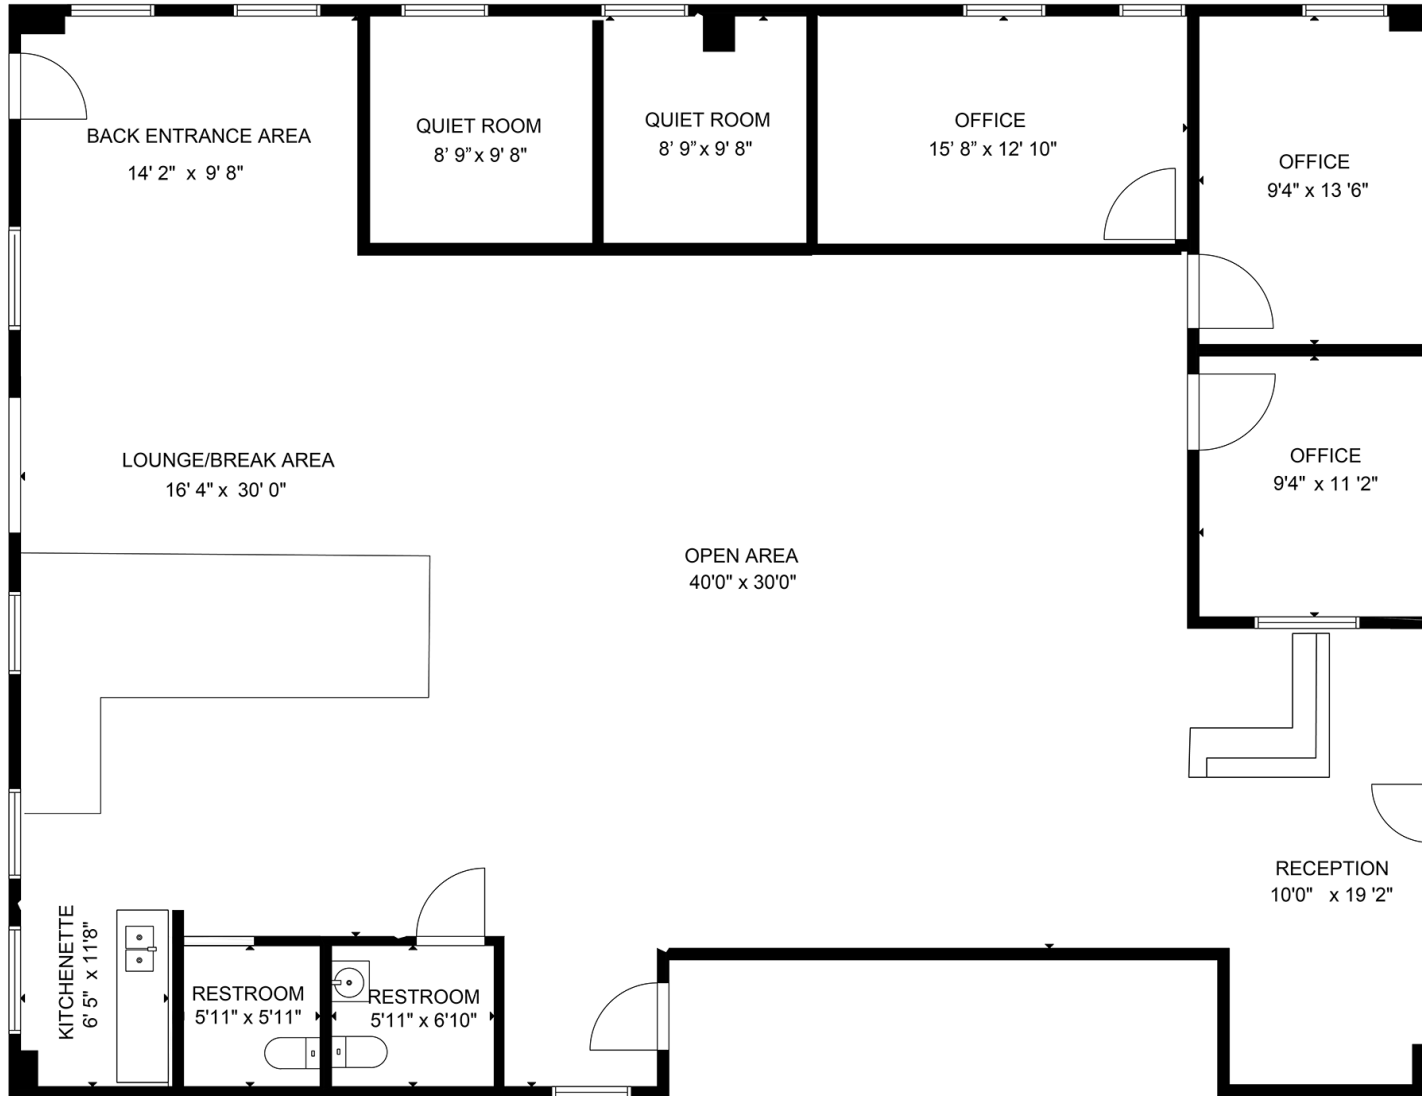 BACK ENTRANCE AREA
14' 2" x 9' 8"
QUIET ROOM
8' 9” x 9' 8"
QUIET ROOM
8' 9” x 9' 8"
OFFICE
15' 8" x 12' 10"
OFFICE
9'4" x 13 '6"
LOUNGE/BREAK AREA
16' 4" x 30' 0"
OFFICE
9'4" x 11 '2"
OPEN AREA
40'0" x 30'0"
RECEPTION
10'0" x 19 '2"
KITCHENETTE
6' 5" x 11'8"
RESTROOM
5'11" x 5'11"
RESTROOM
5'11" x 6'10"